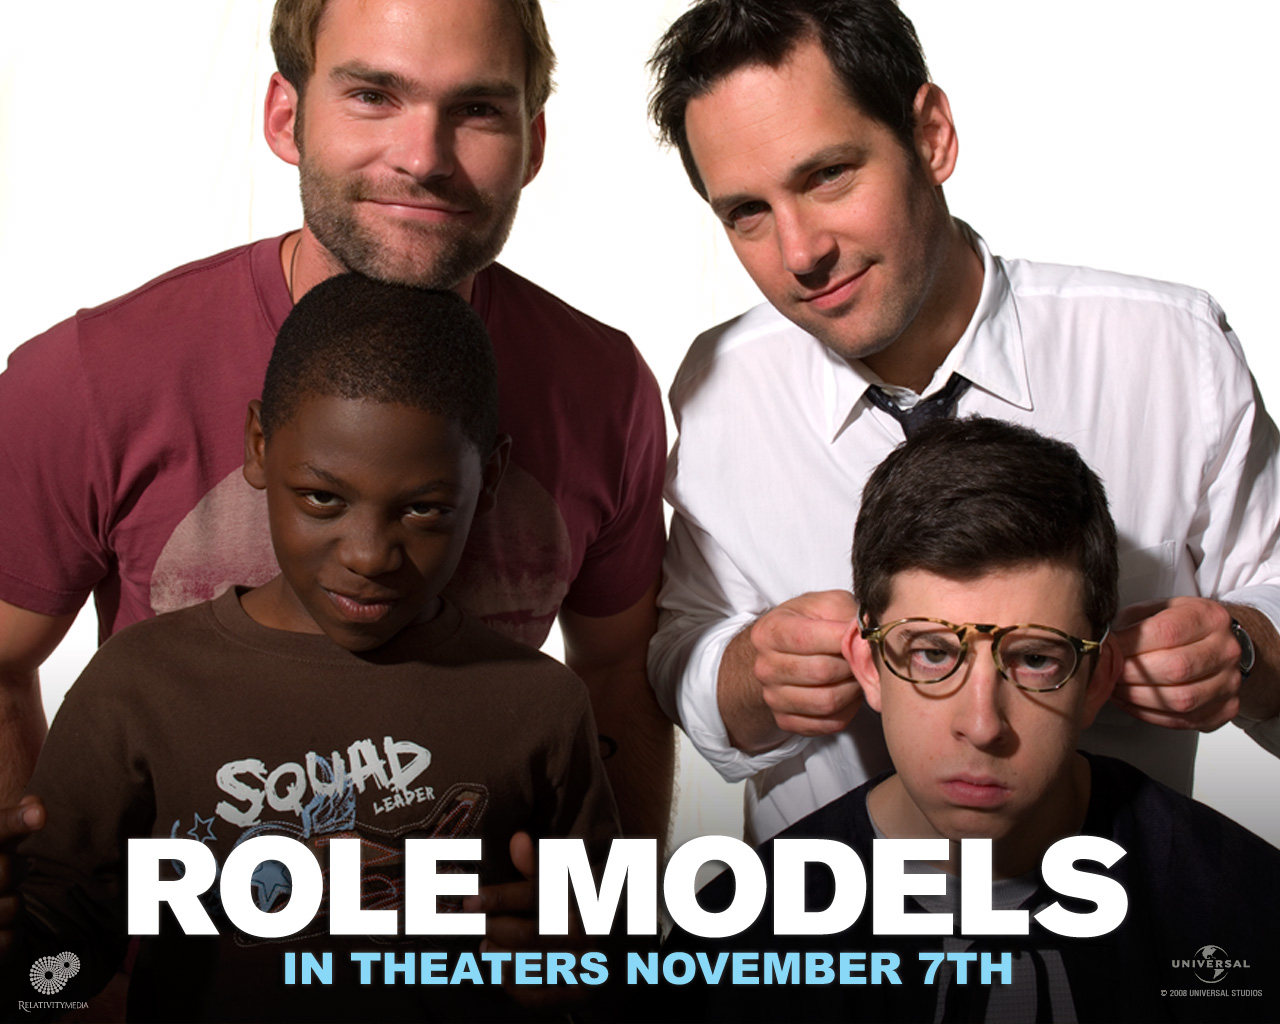 SQUAD
LEADER
ROLE MODELS
IN THEATERS NOVEMBER 7TH
RELATIVITYMEDIA
UNIVERSAL
© 2008 UNIVERSAL STUDIOS